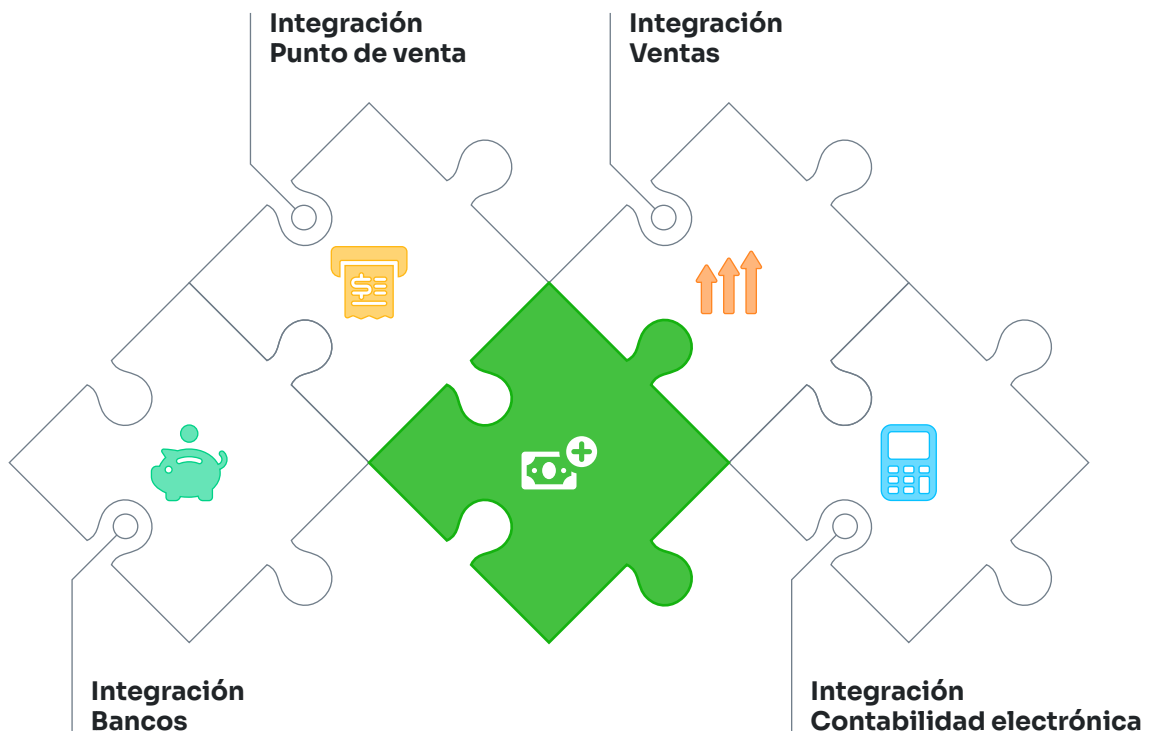 Integración
Punto de venta
Integración
Ventas
$
Integración
Bancos
Integración
Contabilidad electrónica